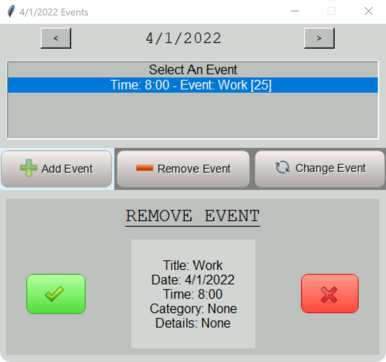 4/1/2022 Events
< 4/1/2022 >
Select An Event
Time: 8:00 - Event: Work [25]
Add Event Remove Event Change Event
REMOVE EVENT
Title: Work
Date: 4/1/2022
Time: 8:00
Category: None
Details: None